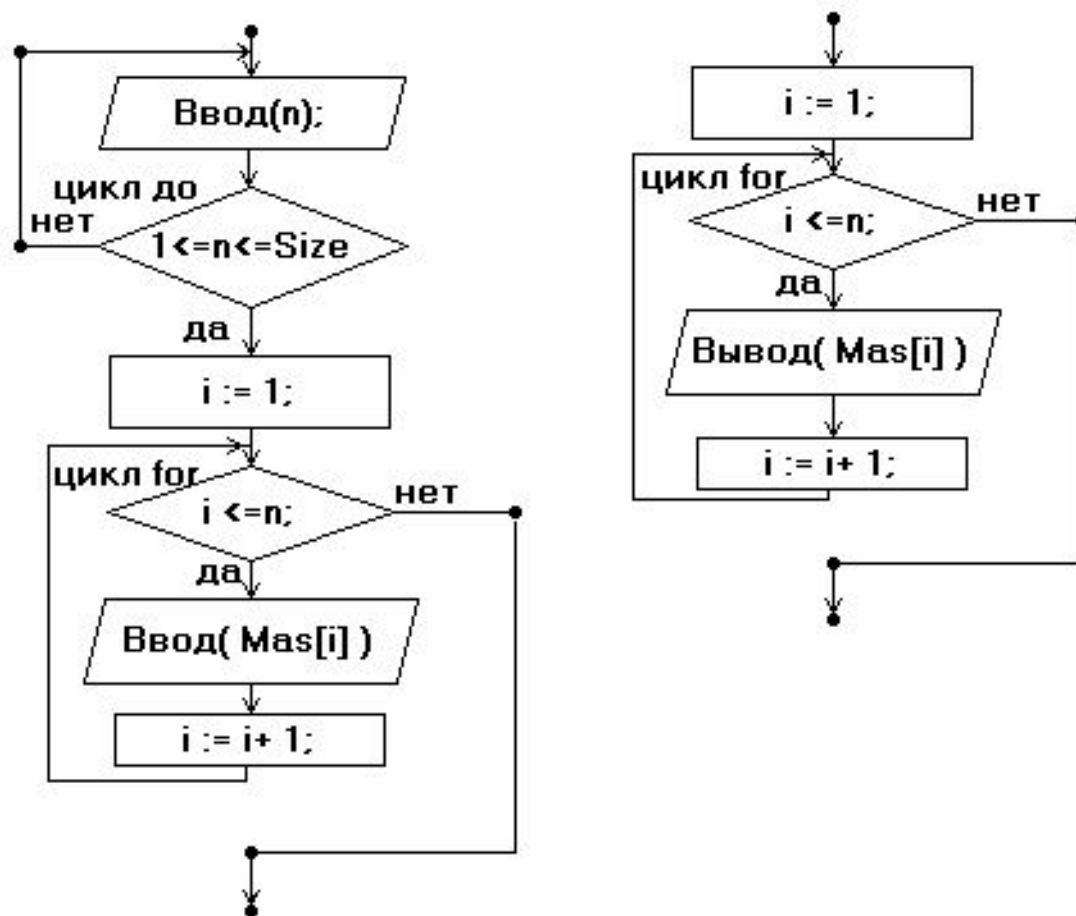 Ввод(n);
цикл до
нет
1<=n<=Size
да
i := 1;
цикл for
i <=n;
нет
да
Ввод( Mas[i] )
i := i+ 1;
i := 1;
цикл for
i <=n;
нет
да
Вывод( Mas[i] )
i := i+ 1;